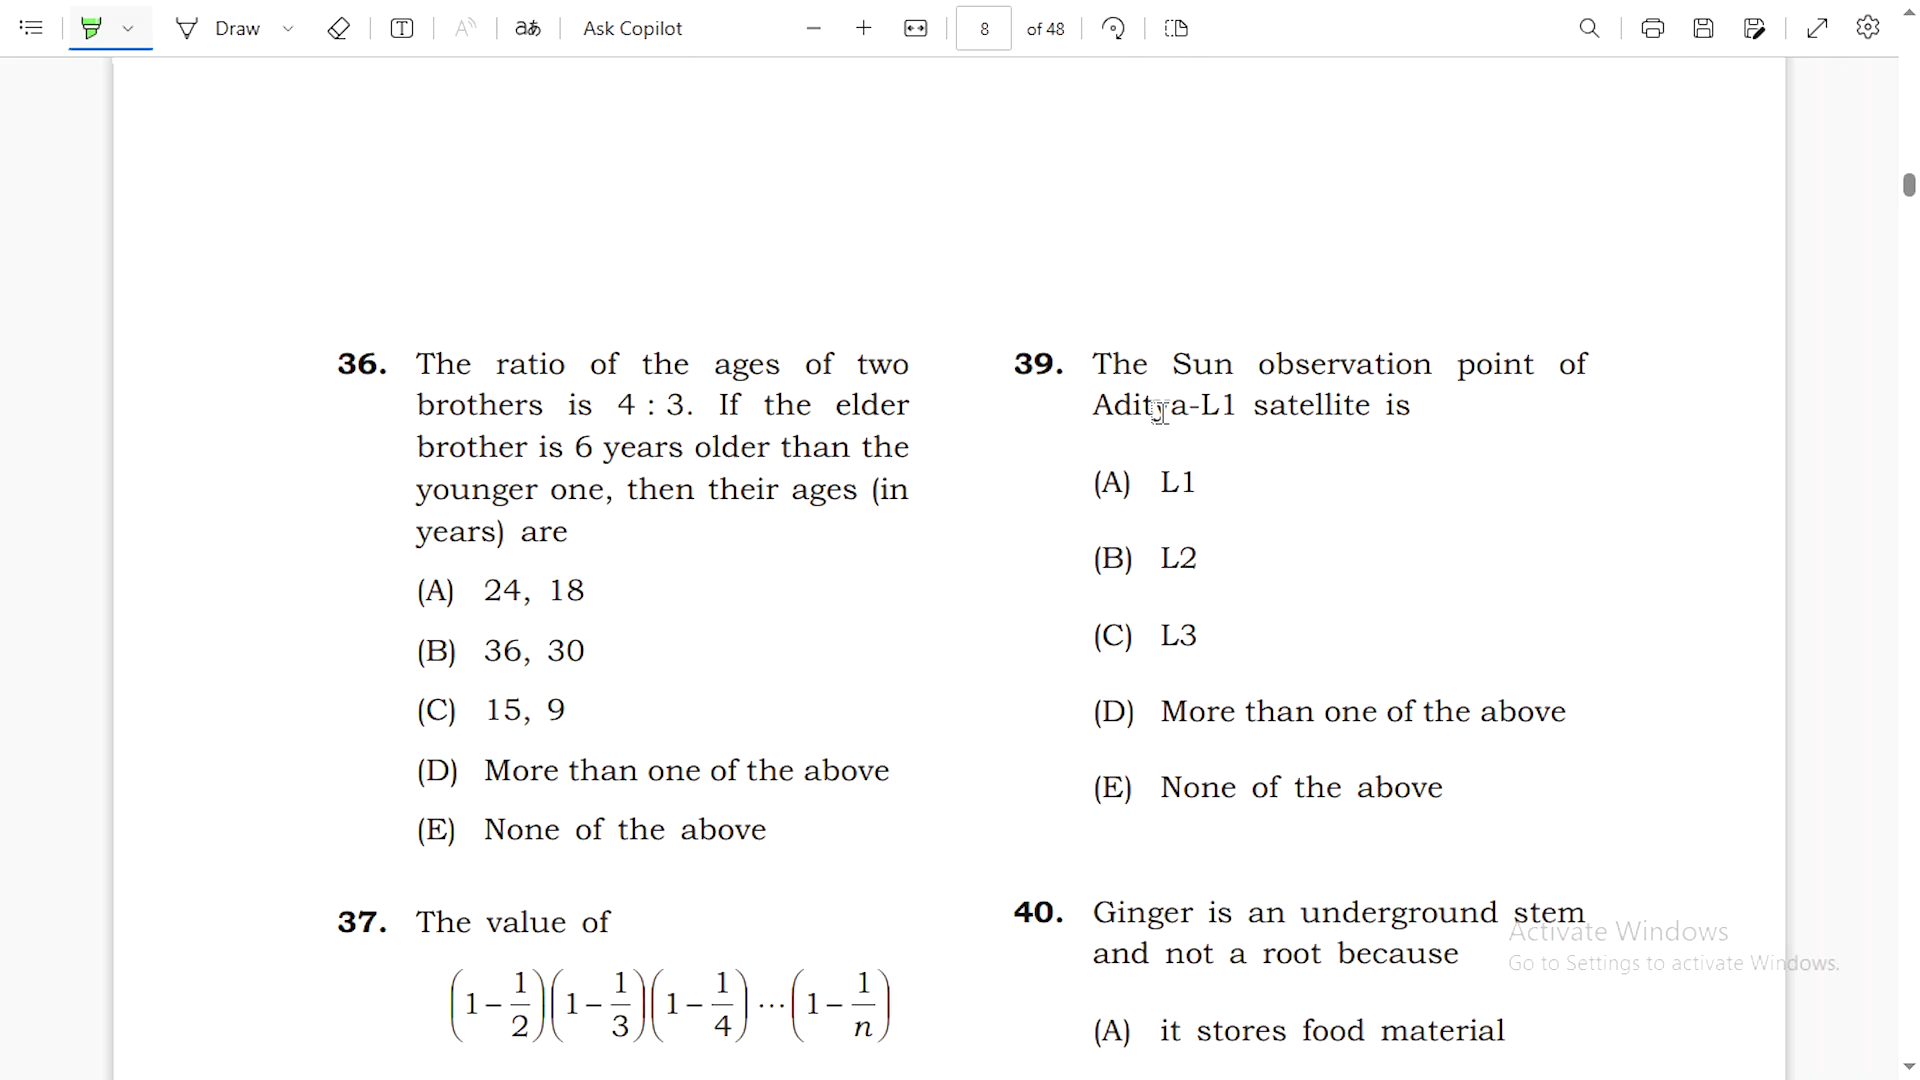 Draw
Ask Copilot
8 of 48
36. The ratio of the ages of two
brothers is 4 : 3. If the elder
brother is 6 years older than the
younger one, then their ages (in
years) are
(A) 24, 18
(B) 36, 30
(C) 15, 9
(D) More than one of the above
(E) None of the above
37. The value of
(1 − 1/2)(1 − 1/3)(1 − 1/4) ⋯ (1 − 1/n)
39. The Sun observation point of
Aditya-L1 satellite is
(A) L1
(B) L2
(C) L3
(D) More than one of the above
(E) None of the above
40. Ginger is an underground stem
and not a root because
(A) it stores food material
Activate Windows
Go to Settings to activate Windows.